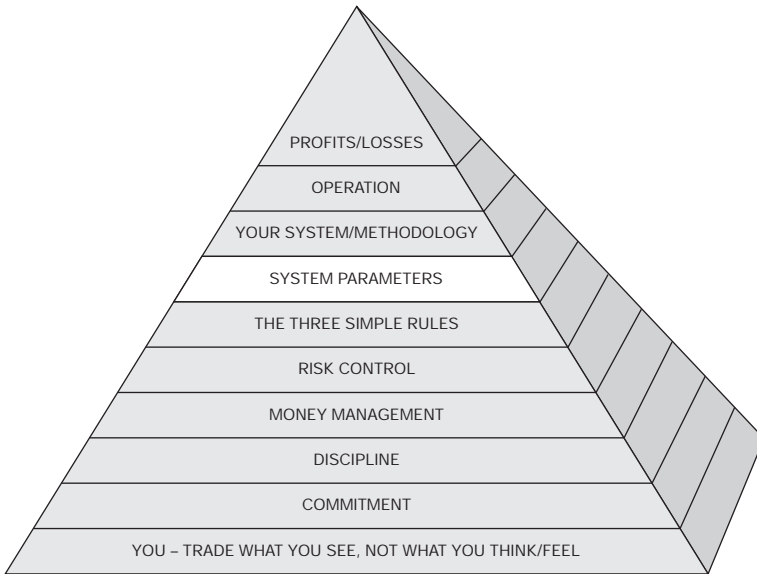 PROFITS/LOSSES
OPERATION
YOUR SYSTEM/METHODOLOGY
SYSTEM PARAMETERS
THE THREE SIMPLE RULES
RISK CONTROL
MONEY MANAGEMENT
DISCIPLINE
COMMITMENT
YOU – TRADE WHAT YOU SEE, NOT WHAT YOU THINK/FEEL